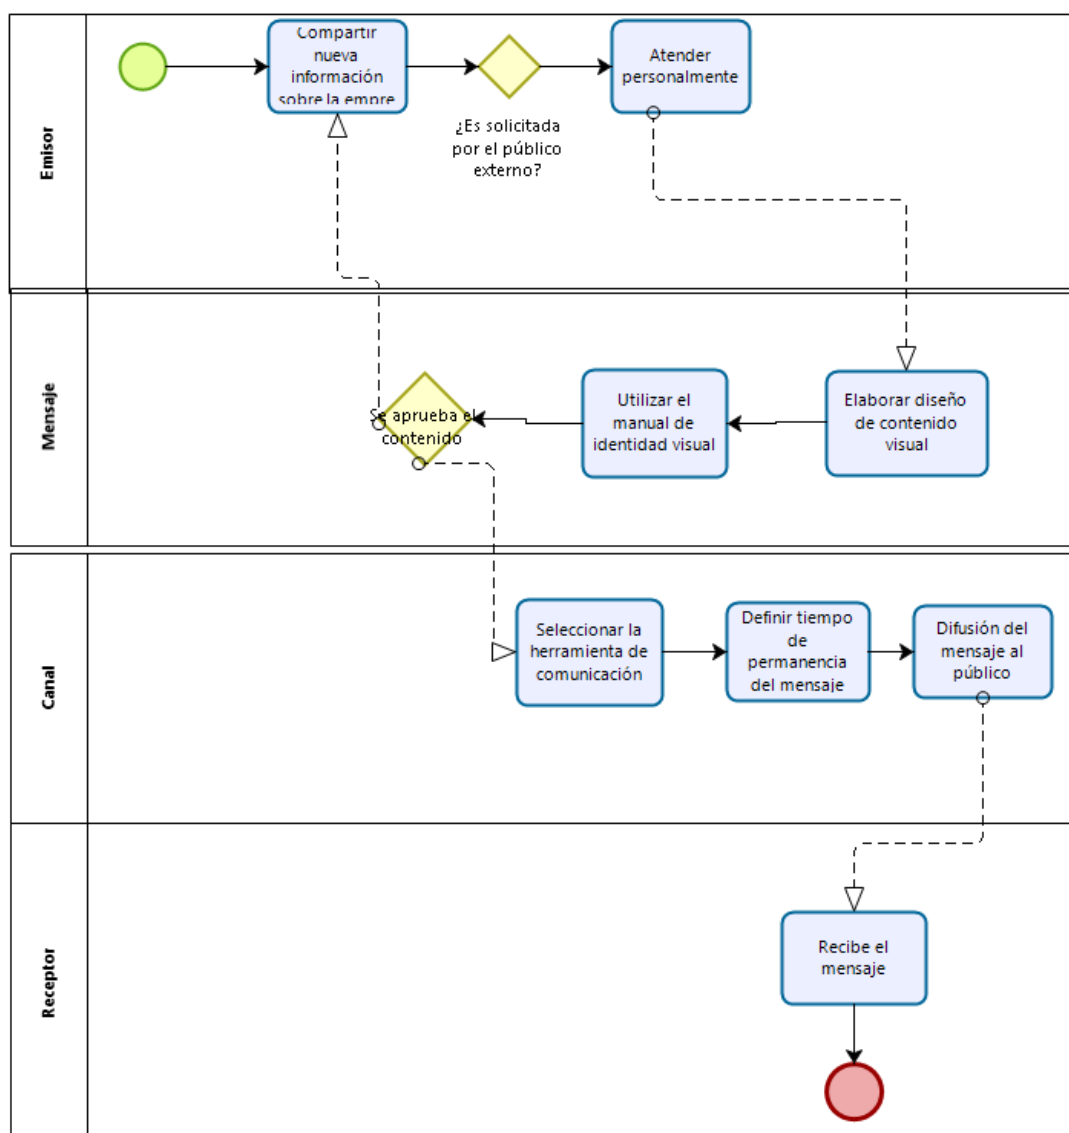 Emisor
Compartir
nueva
información
sobre la empre
¿Es solicitada
por el público
externo?
Atender
personalmente
Mensaje
Se aprueba el
contenido
Utilizar el
manual de
identidad visual
Elaborar diseño
de contenido
visual
Canal
Seleccionar la
herramienta de
comunicación
Definir tiempo
de
permanencia
del mensaje
Difusión del
mensaje al
público
Receptor
Recibe el
mensaje